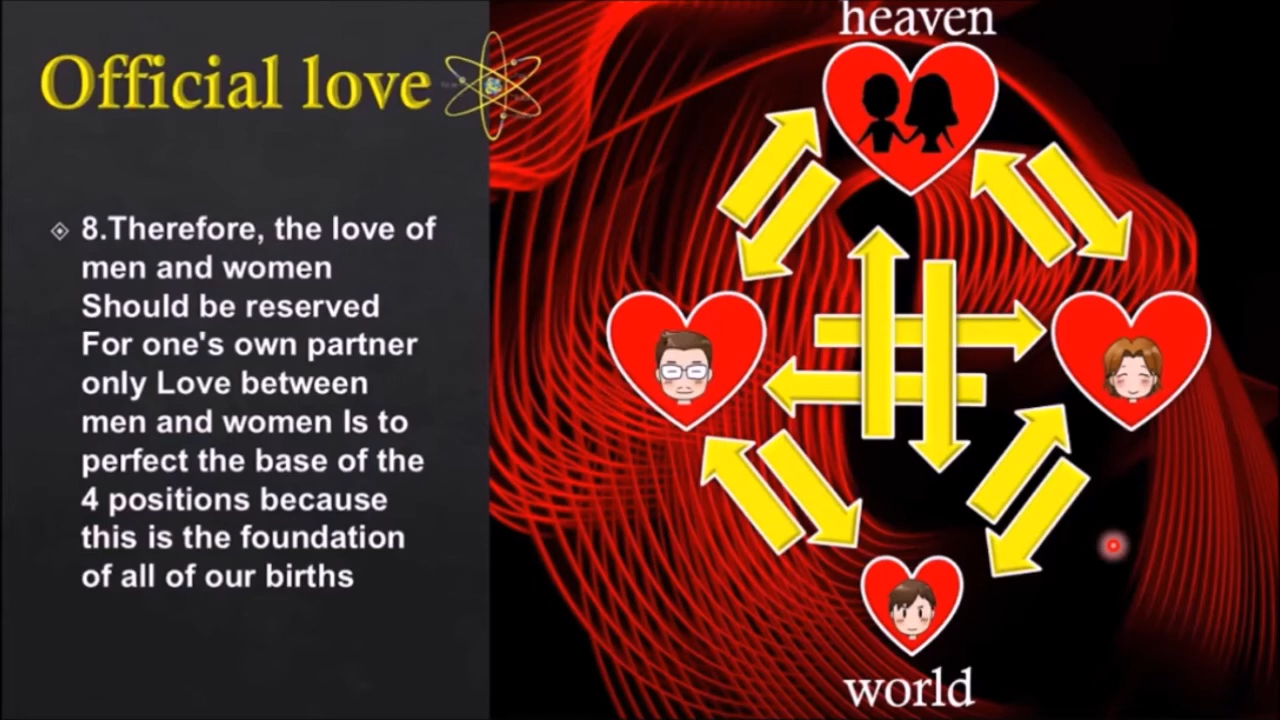 heaven
Official love
8.Therefore, the love of
men and women
Should be reserved
For one's own partner
only Love between
men and women Is to
perfect the base of the
4 positions because
this is the foundation
of all of our births
world